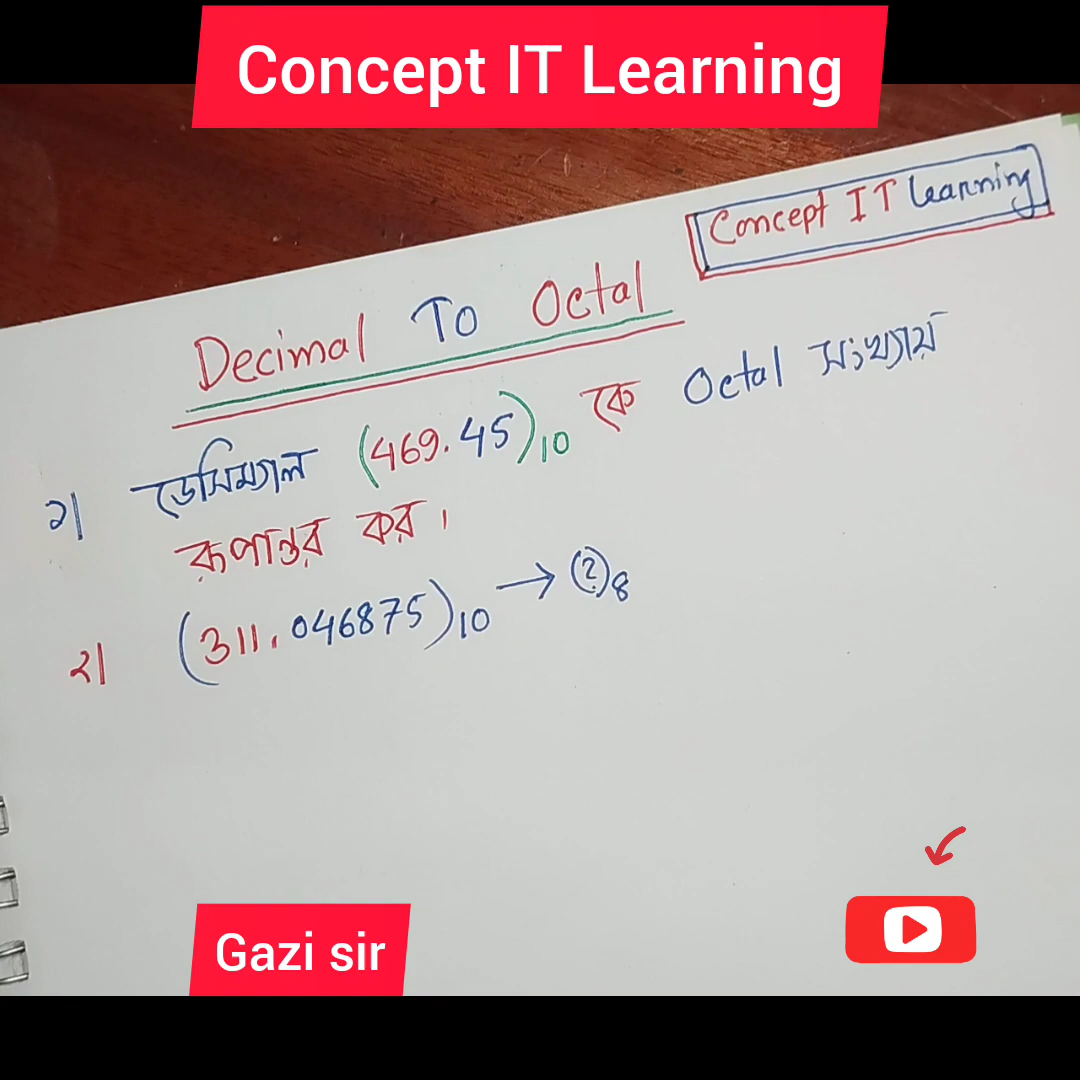 Concept IT Learning
Concept IT Learning
Decimal To Octal
১। ডেসিম্যাল (469.45)10 কে Octal সংখ্যায়
রূপান্তর কর।
২। (311.046875)10 → (?)8
Gazi sir